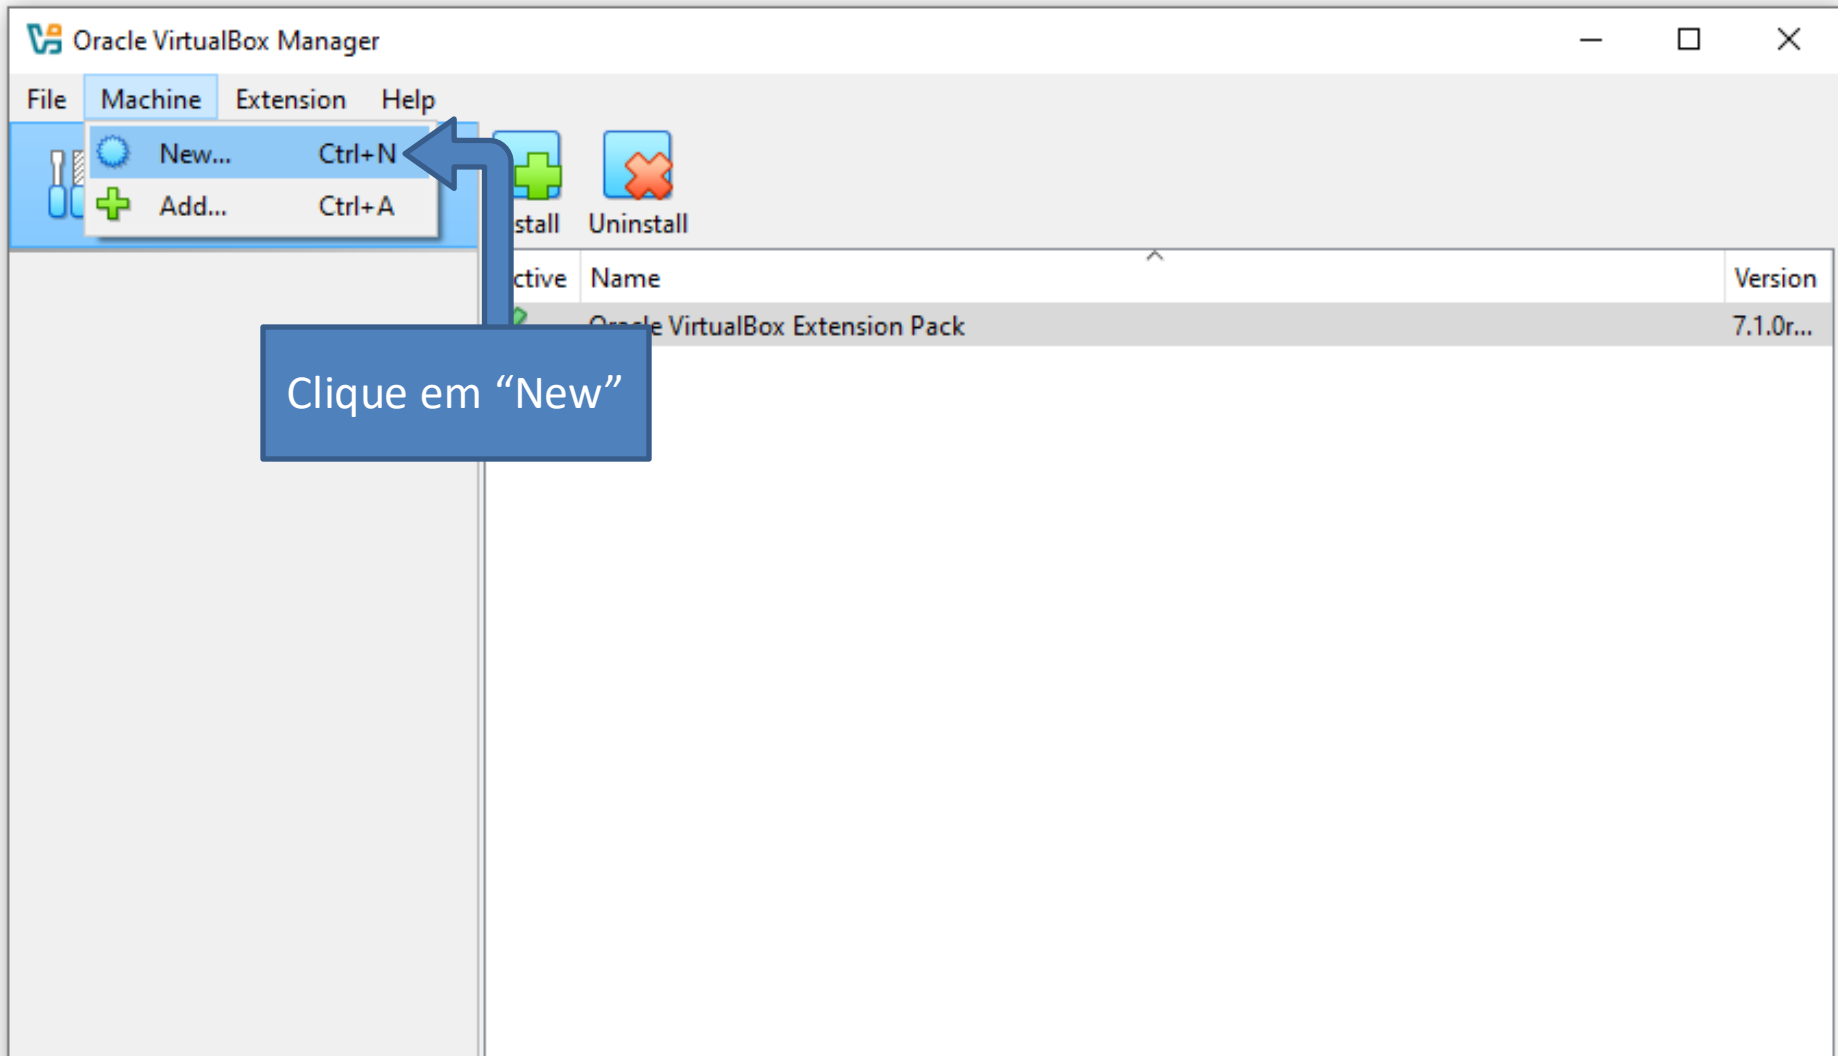 Oracle VirtualBox Manager
File Machine Extension Help
New... Ctrl+N
Add... Ctrl+A
stall Uninstall
ctive Name Version
Oracle VirtualBox Extension Pack 7.1.0r...
Clique em “New”